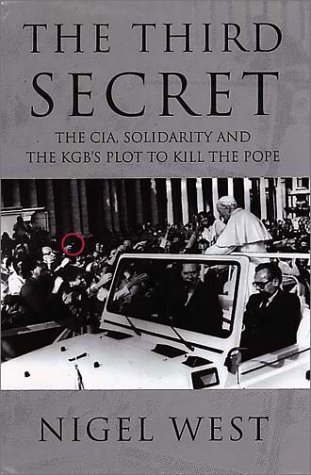 THE THIRD
SECRET
THE CIA, SOLIDARITY AND
THE KGB'S PLOT TO KILL THE POPE
NIGEL WEST